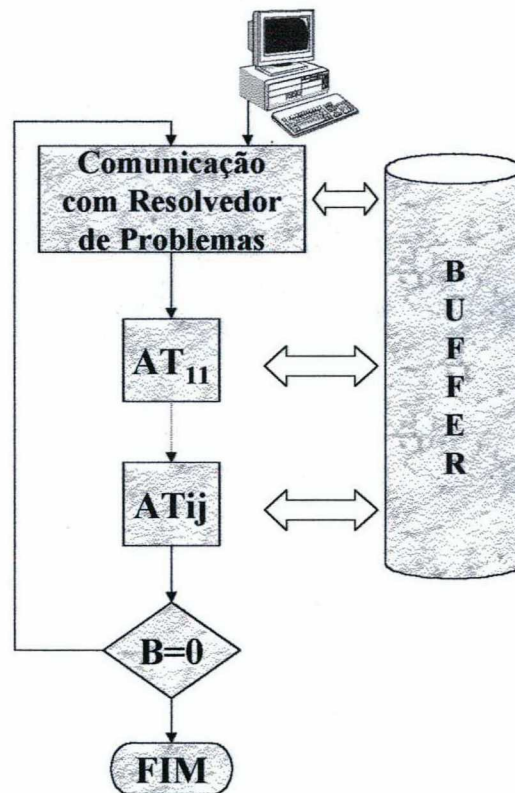 Comunicação
com Resolvedor
de Problemas
B
U
F
F
E
R
AT₁₁
ATij
B=0
FIM